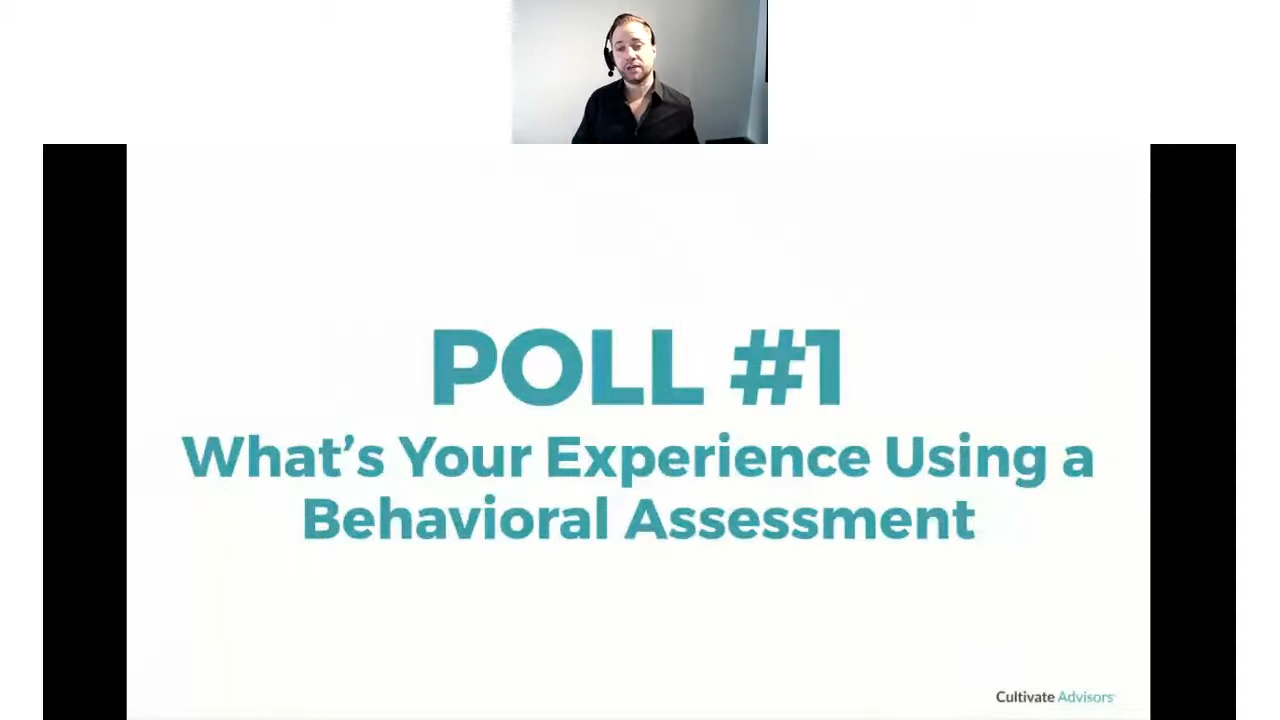 POLL #1
What’s Your Experience Using a
Behavioral Assessment
Cultivate Advisors